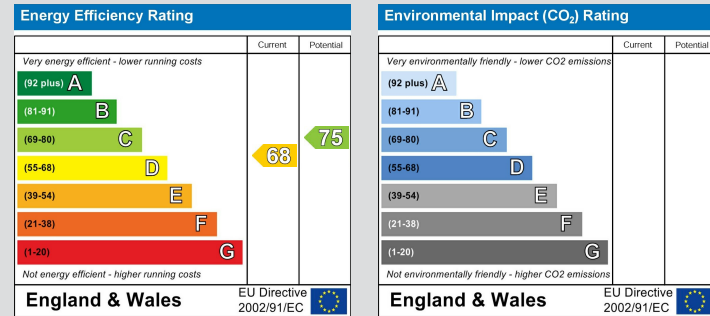 Energy Efficiency Rating
Current Potential
Very energy efficient - lower running costs
(92 plus) A
(81-91) B
(69-80) C
(55-68) D
(39-54) E
(21-38) F
(1-20) G
68
75
Not energy efficient - higher running costs
England & Wales
EU Directive
2002/91/EC
Environmental Impact (CO₂) Rating
Current Potential
Very environmentally friendly - lower CO2 emissions
(92 plus) A
(81-91) B
(69-80) C
(55-68) D
(39-54) E
(21-38) F
(1-20) G
Not environmentally friendly - higher CO2 emissions
England & Wales
EU Directive
2002/91/EC